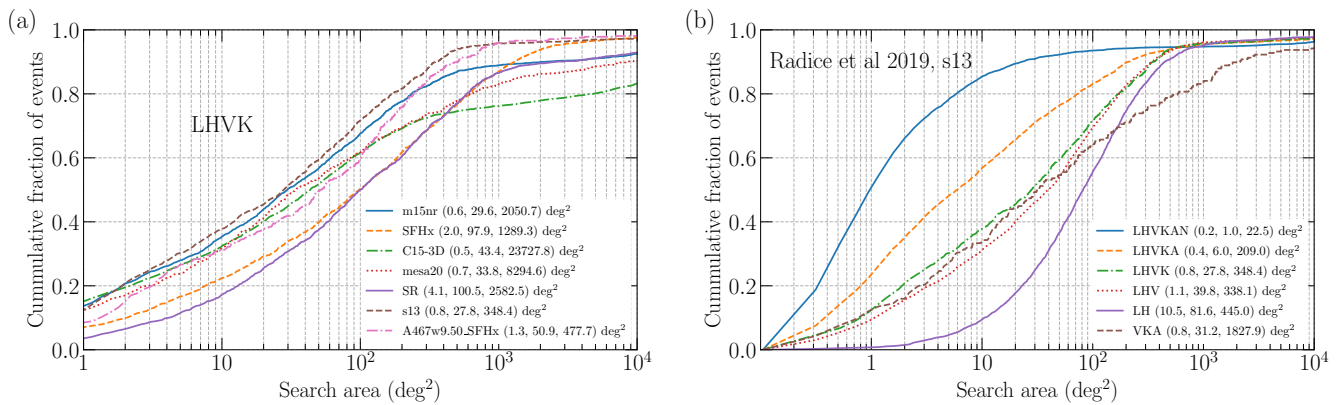 (a)
1.0
0.8
0.6
0.4
0.2
0.0
Cummulative fraction of events
LHVK
m15nr (0.6, 29.6, 2050.7) deg²
SFHx (2.0, 97.9, 1289.3) deg²
C15-3D (0.5, 43.4, 23727.8) deg²
mesa20 (0.7, 33.8, 8294.6) deg²
SR (4.1, 100.5, 2582.5) deg²
s13 (0.8, 27.8, 348.4) deg²
A467w9.50_SFHx (1.3, 50.9, 477.7) deg²
1 10 10² 10³ 10⁴
Search area (deg²)
(b)
1.0
0.8
0.6
0.4
0.2
0.0
Cummulative fraction of events
Radice et al 2019, s13
LHVKAN (0.2, 1.0, 22.5) deg²
LHVKA (0.4, 6.0, 209.0) deg²
LHVK (0.8, 27.8, 348.4) deg²
LHV (1.1, 39.8, 338.1) deg²
LH (10.5, 81.6, 445.0) deg²
VKA (0.8, 31.2, 1827.9) deg²
1 10 10² 10³ 10⁴
Search area (deg²)